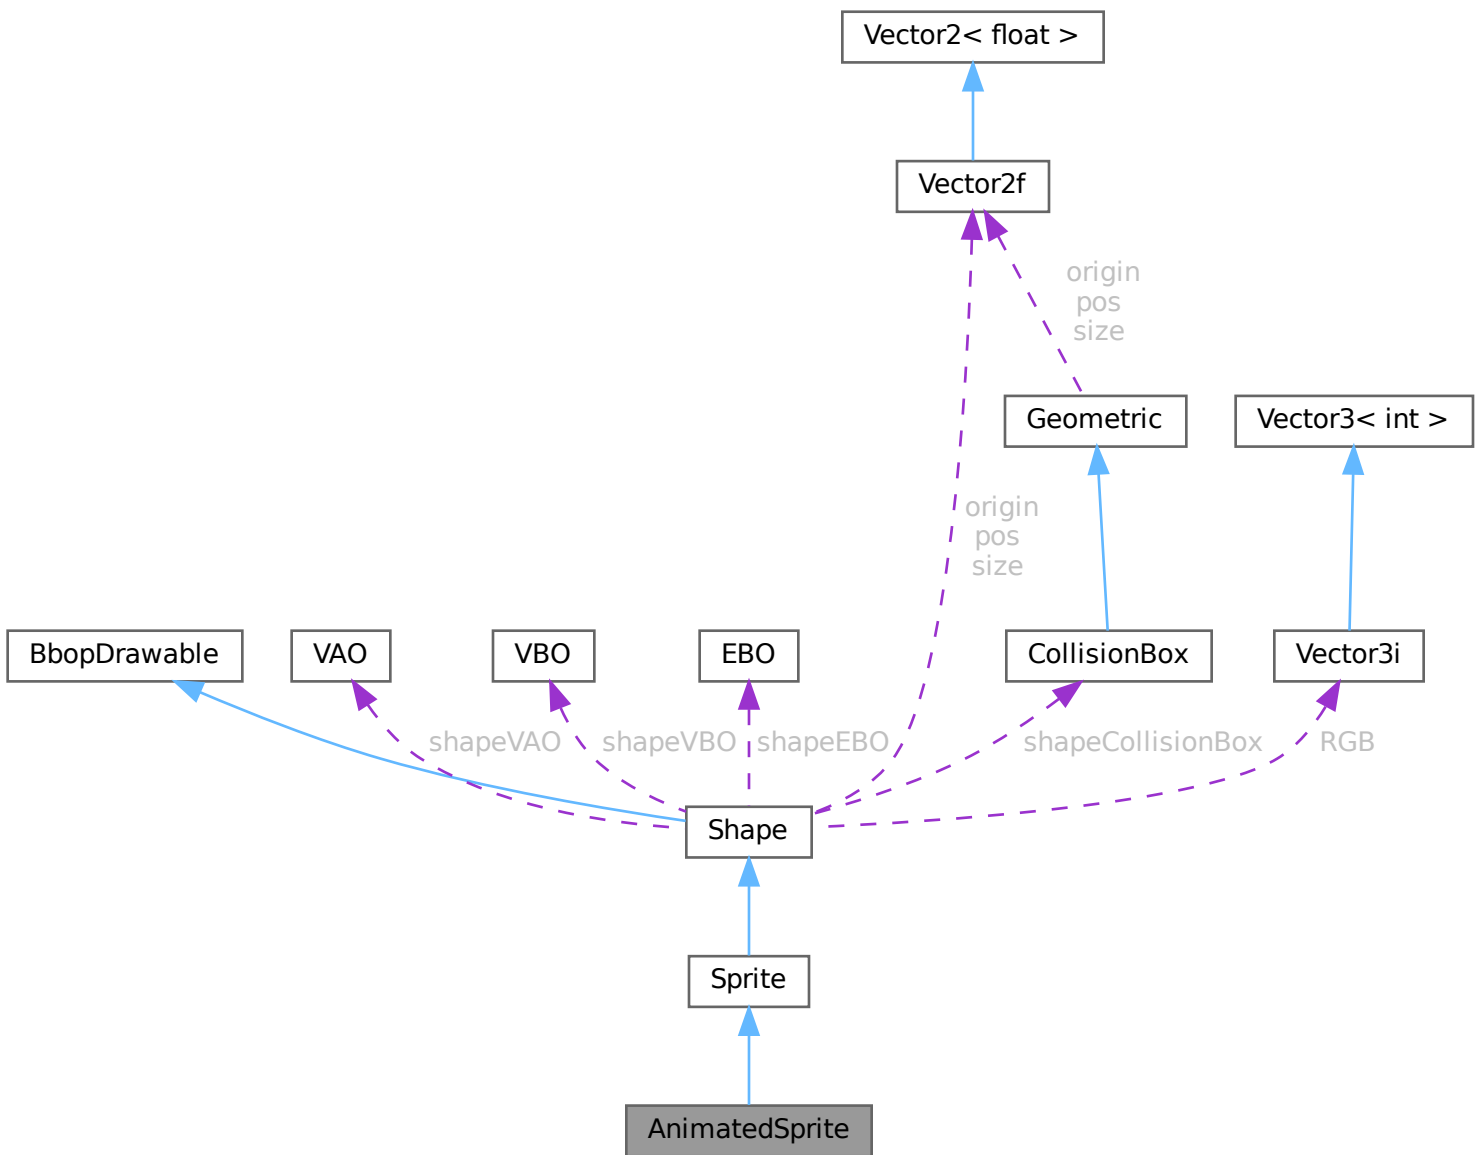 Vector2< float >
Vector2f
origin
pos
size
Geometric
Vector3< int >
origin
pos
size
BbopDrawable
VAO
VBO
EBO
CollisionBox
Vector3i
shapeVAO
shapeVBO
shapeEBO
shapeCollisionBox
RGB
Shape
Sprite
AnimatedSprite